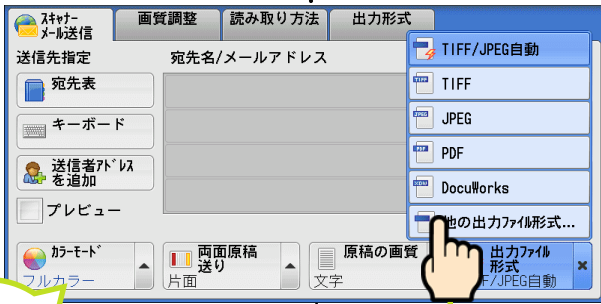 ｽｷｬﾅｰ
ﾒｰﾙ送信
画質調整
読み取り方法
出力形式
送信先指定
宛先名/メールアドレス
宛先表
キーボード
送信者ｱﾄﾞﾚｽ
を追加
プレビュー
TIFF/JPEG自動
TIFF
JPEG
PDF
DocuWorks
他の出力ﾌｧｲﾙ形式...
ｶﾗｰﾓｰﾄﾞ
フルカラー
両面原稿
送り
片面
原稿の画質
文字
出力ﾌｧｲﾙ
形式
F/JPEG自動